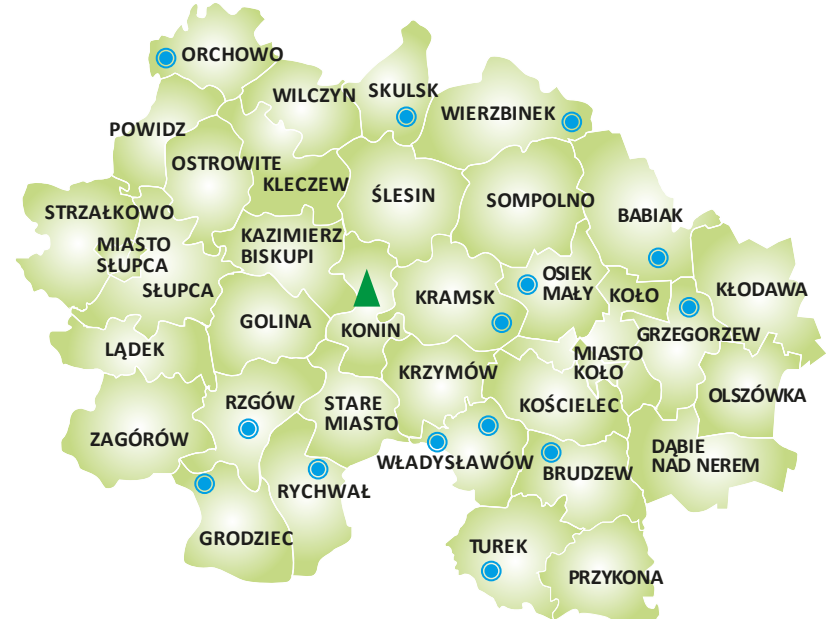 ORCHOWO
WILCZYN
SKULSK
WIERZBINEK
POWIDZ
OSTROWITE
KLECZEW
ŚLESIN
SOMPOLNO
STRZAŁKOWO
BABIAK
MIASTO
SŁUPCA
KAZIMIERZ
BISKUPI
SŁUPCA
KRAMSK
OSIEK
MAŁY
KOŁO
KŁODAWA
GOLINA
KONIN
GRZEGORZEW
LĄDEK
MIASTO
KOŁO
KRZYMÓW
RZGÓW
STARE
MIASTO
KOŚCIELEC
OLSZÓWKA
ZAGÓRÓW
DĄBIE
NAD NEREM
WŁADYSŁAWÓW
BRUDZEW
RYCHWAŁ
GRODZIEC
TUREK
PRZYKONA